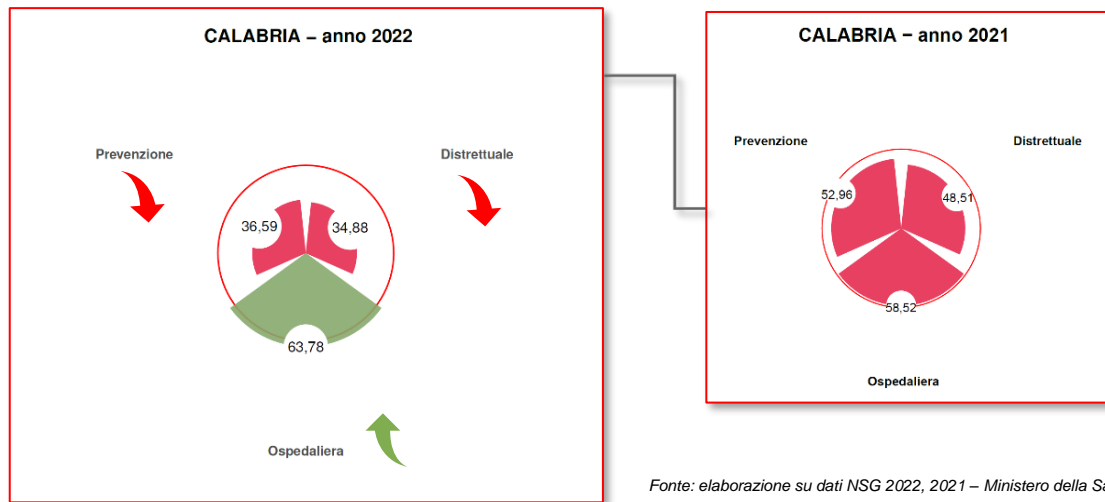 CALABRIA – anno 2022
Prevenzione
Distrettuale
36,59
34,88
63,78
Ospedaliera
CALABRIA – anno 2021
Prevenzione
Distrettuale
52,96
48,51
58,52
Ospedaliera
Fonte: elaborazione su dati NSG 2022, 2021 – Ministero della